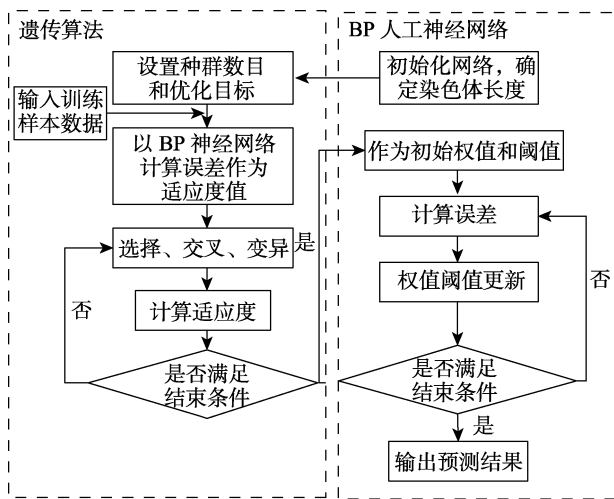 遗传算法
设置种群数目
和优化目标
输入训练
样本数据
以 BP 神经网络
计算误差作为
适应度值
选择、交叉、变异
是
否
计算适应度
是否满足
结束条件
BP 人工神经网络
初始化网络，确
定染色体长度
作为初始权值和阈值
计算误差
权值阈值更新
否
是否满足
结束条件
是
输出预测结果